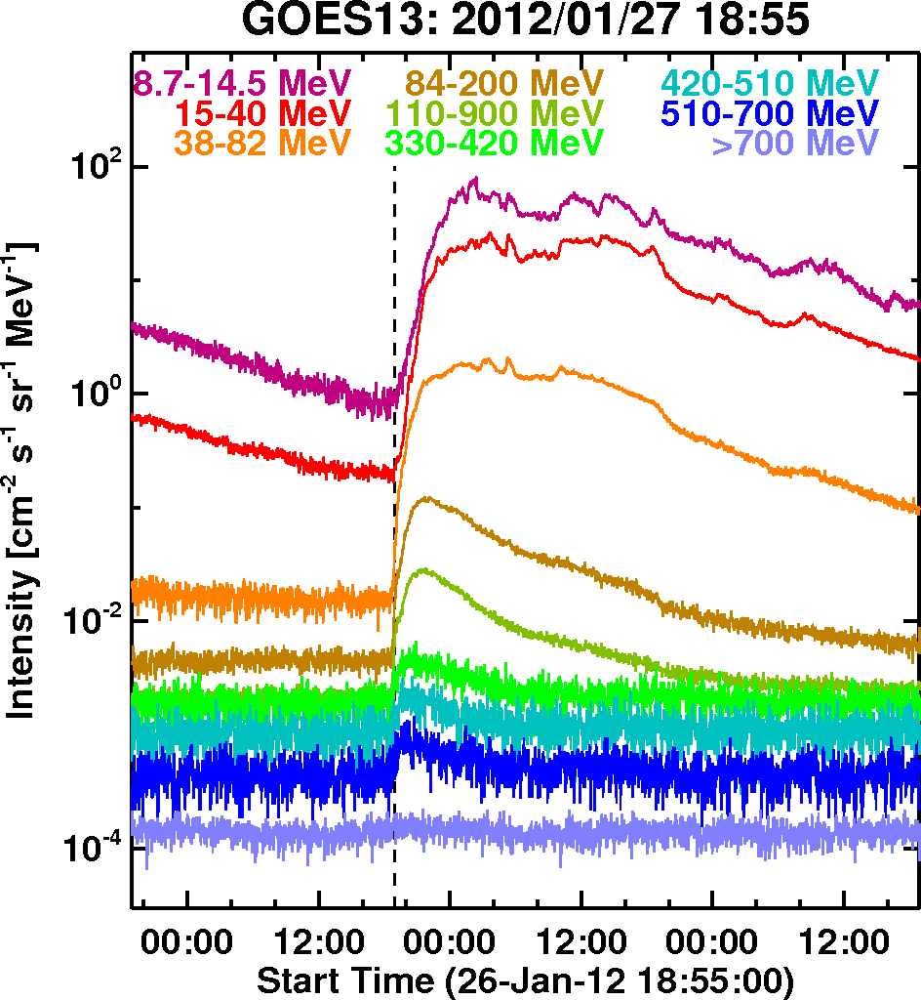 GOES13: 2012/01/27 18:55
8.7-14.5 MeV 84-200 MeV 420-510 MeV
15-40 MeV 110-900 MeV 510-700 MeV
38-82 MeV 330-420 MeV >700 MeV
10²
10⁰
10⁻²
10⁻⁴
Intensity [cm⁻² s⁻¹ sr⁻¹ MeV⁻¹]
00:00 12:00 00:00 12:00 00:00 12:00
Start Time (26-Jan-12 18:55:00)